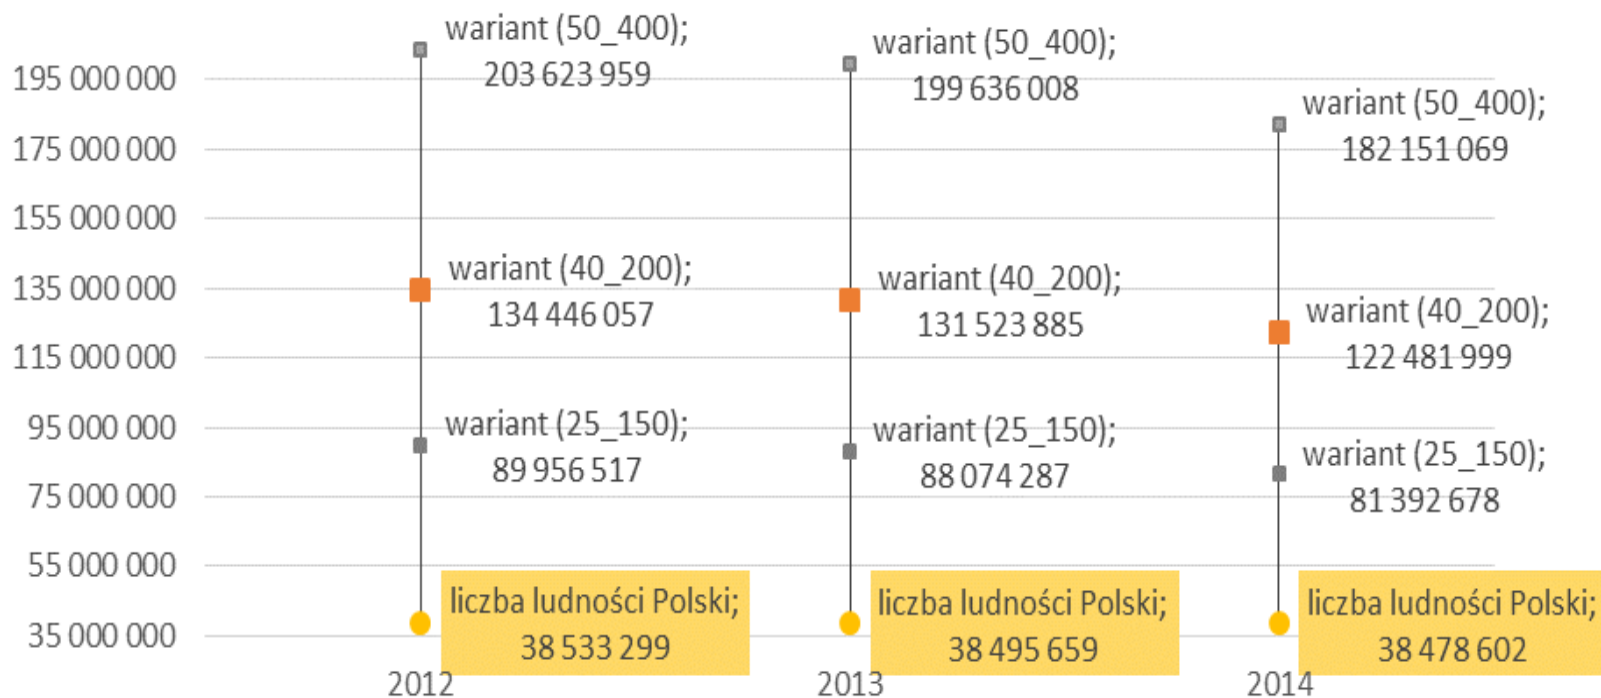 195 000 000
175 000 000
155 000 000
135 000 000
115 000 000
95 000 000
75 000 000
55 000 000
35 000 000
wariant (50_400);
203 623 959
wariant (40_200);
134 446 057
wariant (25_150);
89 956 517
liczba ludności Polski;
38 533 299
2012
wariant (50_400);
199 636 008
wariant (40_200);
131 523 885
wariant (25_150);
88 074 287
liczba ludności Polski;
38 495 659
2013
wariant (50_400);
182 151 069
wariant (40_200);
122 481 999
wariant (25_150);
81 392 678
liczba ludności Polski;
38 478 602
2014